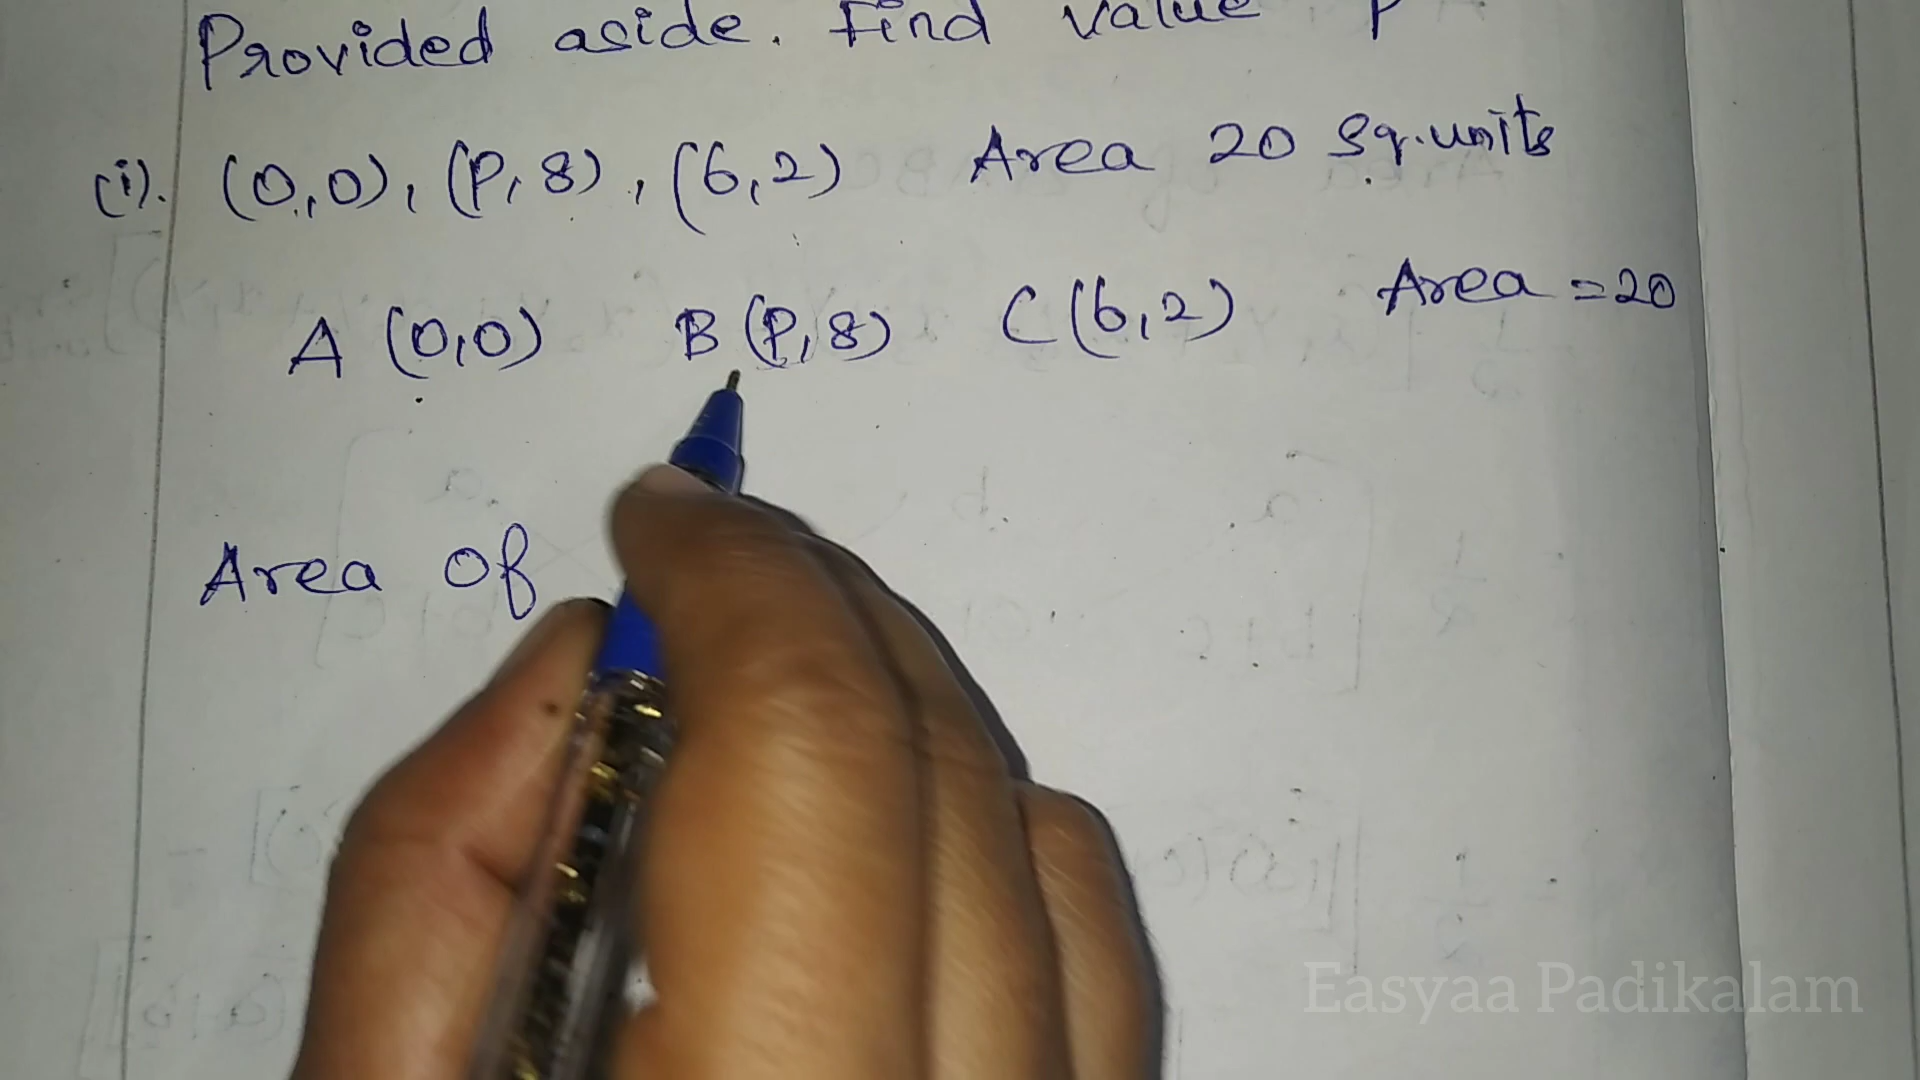 Provided aside. Find value P
(i). (0,0), (P,8), (6,2) Area 20 Sq.units
A (0,0) B (P,8) C (6,2) Area = 20
Area Of
Easyaa Padikalam